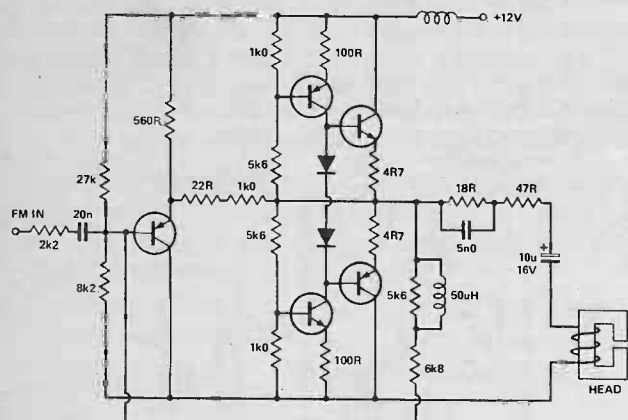 +12V
1k0
100R
560R
27k
5k6
4R7
22R
1k0
18R
47R
FM IN
20n
2k2
5k6
4R7
5n0
10u
16V
8k2
5k6
50uH
1k0
100R
6k8
HEAD